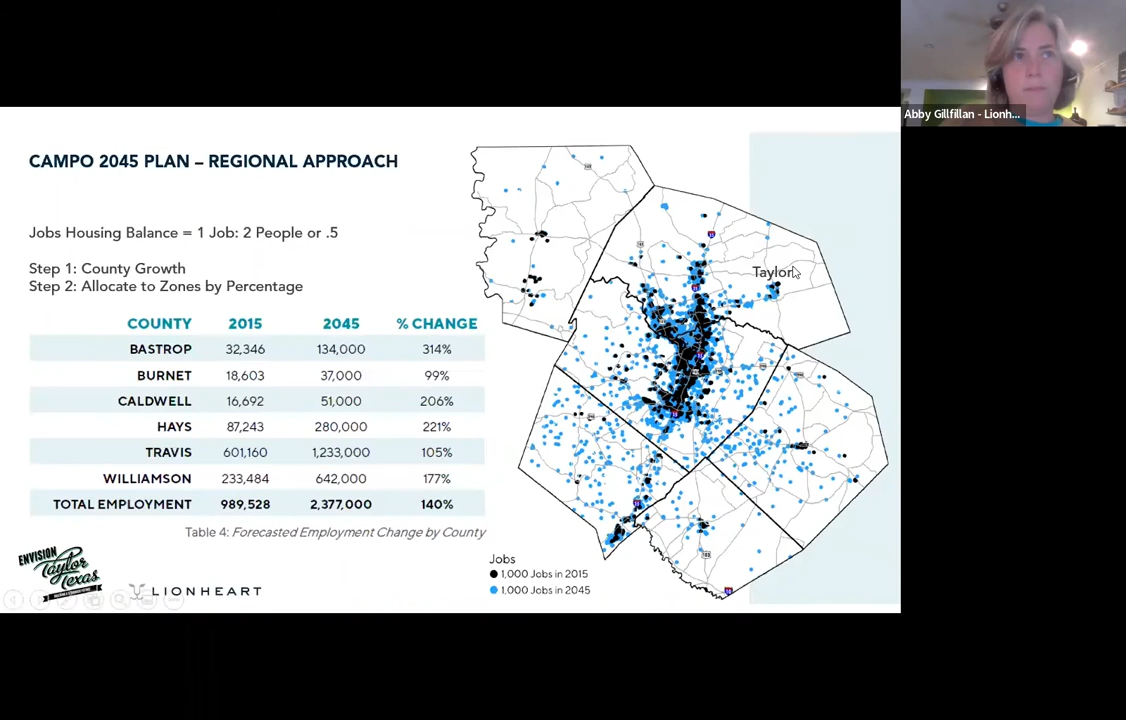 Abby Gillfillan - Lionh...
CAMPO 2045 PLAN – REGIONAL APPROACH
Jobs Housing Balance = 1 Job: 2 People or .5
Step 1: County Growth
Step 2: Allocate to Zones by Percentage
COUNTY 2015 2045 % CHANGE
BASTROP 32,346 134,000 314%
BURNET 18,603 37,000 99%
CALDWELL 16,692 51,000 206%
HAYS 87,243 280,000 221%
TRAVIS 601,160 1,233,000 105%
WILLIAMSON 233,484 642,000 177%
TOTAL EMPLOYMENT 989,528 2,377,000 140%
Table 4: Forecasted Employment Change by County
Taylor
Jobs
1,000 Jobs in 2015
1,000 Jobs in 2045
ENVISION
Taylor
Texas
LIONHEART